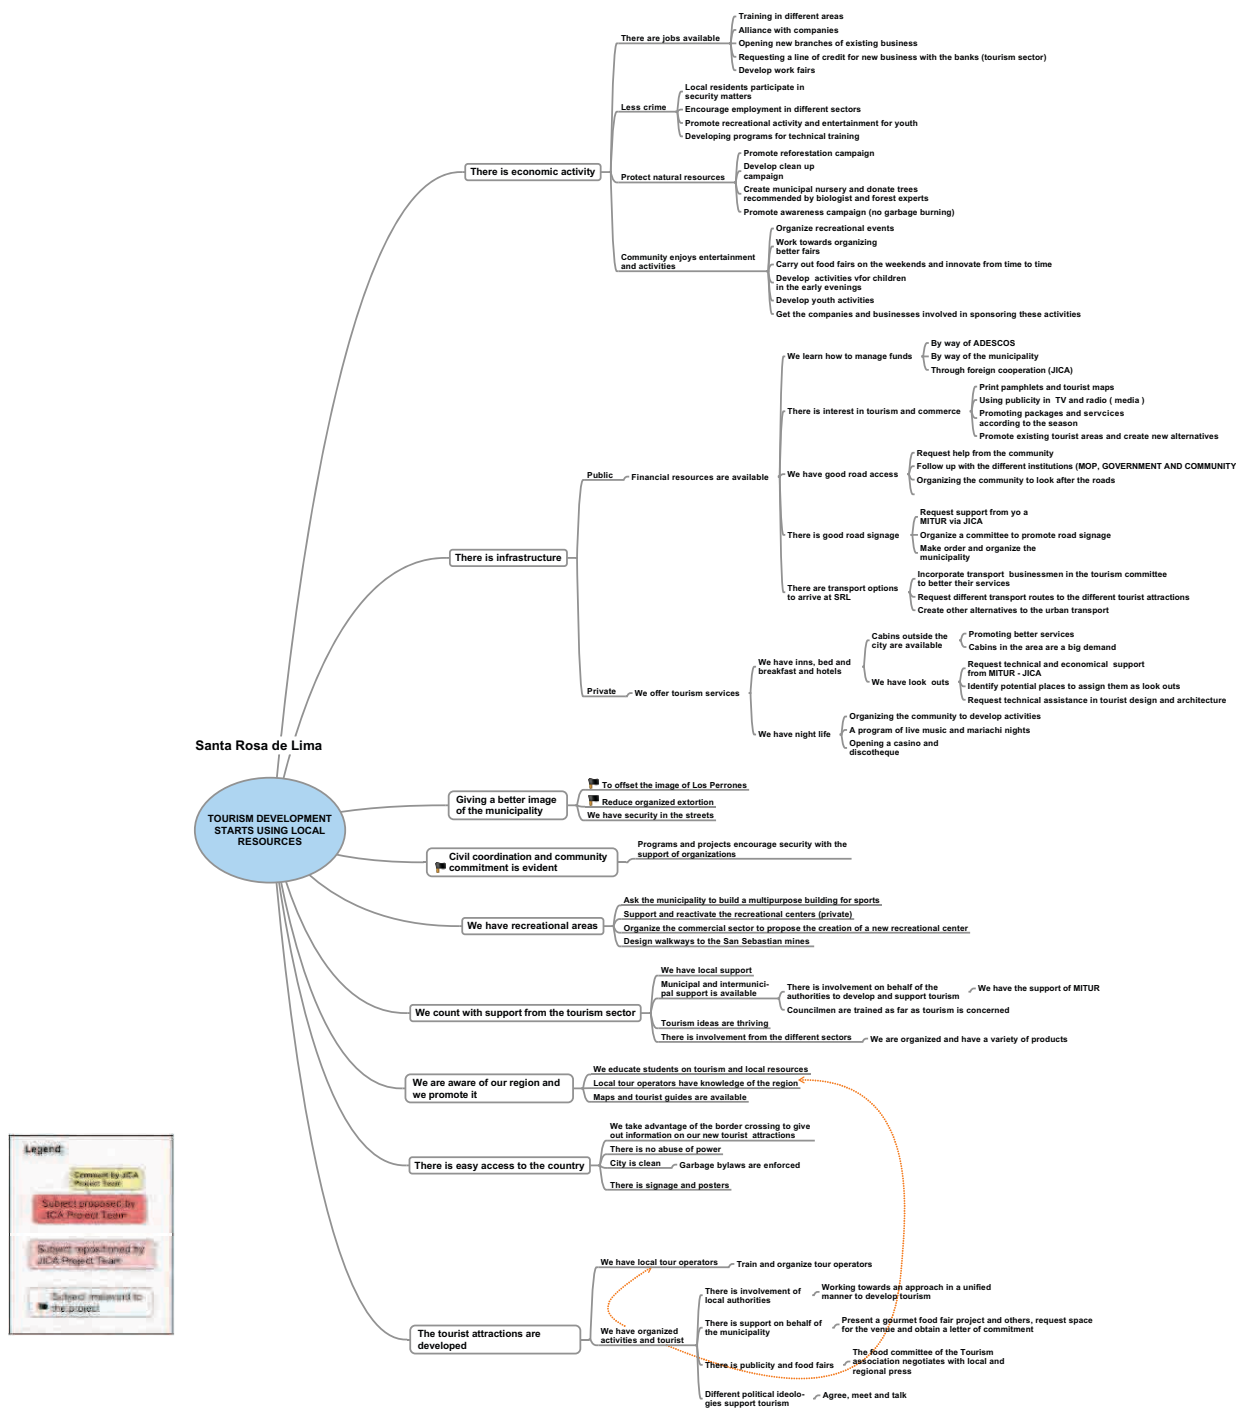 Training in different areas
Alliance with companies
There are jobs available
Opening new branches of existing business
Requesting a line of credit for new business with the banks (tourism sector)
Develop work fairs
Local residents participate in
security matters
Less crime
Encourage employment in different sectors
Promote recreational activity and entertainment for youth
Developing programs for technical training
There is economic activity
Promote reforestation campaign
Develop clean up
campaign
Protect natural resources
Create municipal nursery and donate trees
recommended by biologist and forest experts
Promote awareness campaign (no garbage burning)
Organize recreational events
Work towards organizing
better fairs
Community enjoys entertainment
and activities
Carry out food fairs on the weekends and innovate from time to time
Develop  activities vfor children
in the early evenings
Develop youth activities
Get the companies and businesses involved in sponsoring these activities
By way of ADESCOS
We learn how to manage funds
By way of the municipality
Through foreign cooperation (JICA)
Print pamphlets and tourist maps
Using publicity in  TV and radio ( media )
There is interest in tourism and commerce
Promoting packages and servcices
according to the season
Promote existing tourist areas and create new alternatives
Request help from the community
Follow up with the different institutions (MOP, GOVERNMENT AND COMMUNITY
Public
Financial resources are available
We have good road access
Organizing the community to look after the roads
Request support from yo a
MITUR via JICA
There is good road signage
Organize a committee to promote road signage
Make order and organize the
municipality
There is infrastructure
Incorporate transport  businessmen in the tourism committee
to better their services
There are transport options
to arrive at SRL
Request different transport routes to the different tourist attractions
Create other alternatives to the urban transport
Cabins outside the
city are available
Promoting better services
Cabins in the area are a big demand
We have inns, bed and
breakfast and hotels
Request technical and economical  support
from MITUR - JICA
We have look  outs
Identify potential places to assign them as look outs
Request technical assistance in tourist design and architecture
Private
We offer tourism services
Organizing the community to develop activities
We have night life
A program of live music and mariachi nights
Opening a casino and
discotheque
Santa Rosa de Lima
TOURISM DEVELOPMENT
STARTS USING LOCAL
RESOURCES
Giving a better image
of the municipality
To offset the image of Los Perrones
Reduce organized extortion
We have security in the streets
Civil coordination and community
commitment is evident
Programs and projects encourage security with the
support of organizations
We have recreational areas
Ask the municipality to build a multipurpose building for sports
Support and reactivate the recreational centers (private)
Organize the commercial sector to propose the creation of a new recreational center
Design walkways to the San Sebastian mines
We count with support from the tourism sector
We have local support
Municipal and intermunici-
pal support is available
There is involvement on behalf of the
authorities to develop and support tourism
We have the support of MITUR
Councilmen are trained as far as tourism is concerned
Tourism ideas are thriving
There is involvement from the different sectors
We are organized and have a variety of products
We are aware of our region and
we promote it
We educate students on tourism and local resources
Local tour operators have knowledge of the region
Maps and tourist guides are available
There is easy access to the country
We take advantage of the border crossing to give
out information on our new tourist  attractions
There is no abuse of power
City is clean
Garbage bylaws are enforced
There is signage and posters
Legend
Comment by JICA
Project Team
Subject proposed by
JICA Project Team
Subject repositioned by
JICA Project Team
Subject irrelevant to
the project
The tourist attractions are
developed
We have local tour operators
Train and organize tour operators
We have organized
activities and tourist
There is involvement of
local authorities
Working towards an approach in a unified
manner to develop tourism
There is support on behalf of
the municipality
Present a gourmet food fair project and others, request space
for the venue and obtain a letter of commitment
There is publicity and food fairs
The food committee of the Tourism
association negotiates with local and
regional press
Different political ideolo-
gies support tourism
Agree, meet and talk